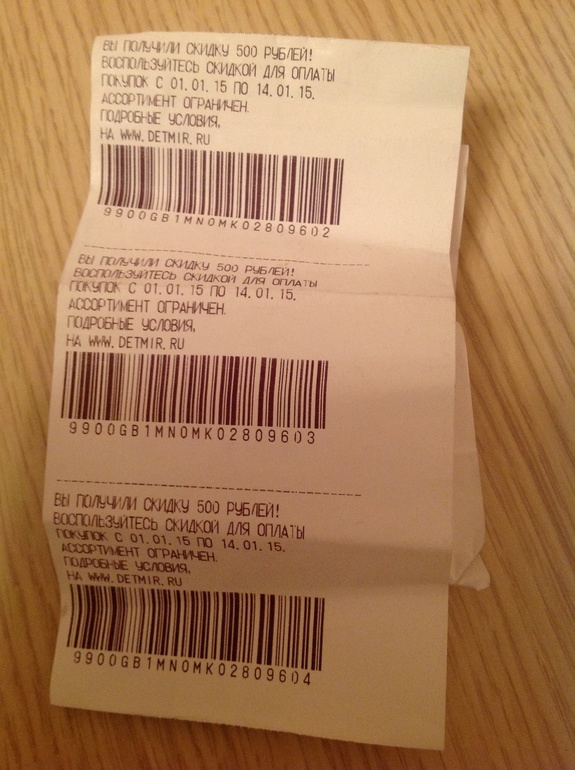 ВЫ ПОЛУЧИЛИ СКИДКУ 500 РУБЛЕЙ!
ВОСПОЛЬЗУЙТЕСЬ СКИДКОЙ ДЛЯ ОПЛАТЫ
ПОКУПОК С 01.01.15 ПО 14.01.15.
АССОРТИМЕНТ ОГРАНИЧЕН.
ПОДРОБНЫЕ УСЛОВИЯ,
НА WWW.DETMIR.RU
9900GB1MN0MK02809602
ВЫ ПОЛУЧИЛИ СКИДКУ 500 РУБЛЕЙ!
ВОСПОЛЬЗУЙТЕСЬ СКИДКОЙ ДЛЯ ОПЛАТЫ
ПОКУПОК С 01.01.15 ПО 14.01.15.
АССОРТИМЕНТ ОГРАНИЧЕН.
ПОДРОБНЫЕ УСЛОВИЯ,
НА WWW.DETMIR.RU
9900GB1MN0MK02809603
ВЫ ПОЛУЧИЛИ СКИДКУ 500 РУБЛЕЙ!
ВОСПОЛЬЗУЙТЕСЬ СКИДКОЙ ДЛЯ ОПЛАТЫ
ПОКУПОК С 01.01.15 ПО 14.01.15.
АССОРТИМЕНТ ОГРАНИЧЕН.
ПОДРОБНЫЕ УСЛОВИЯ,
НА WWW.DETMIR.RU
9900GB1MN0MK02809604